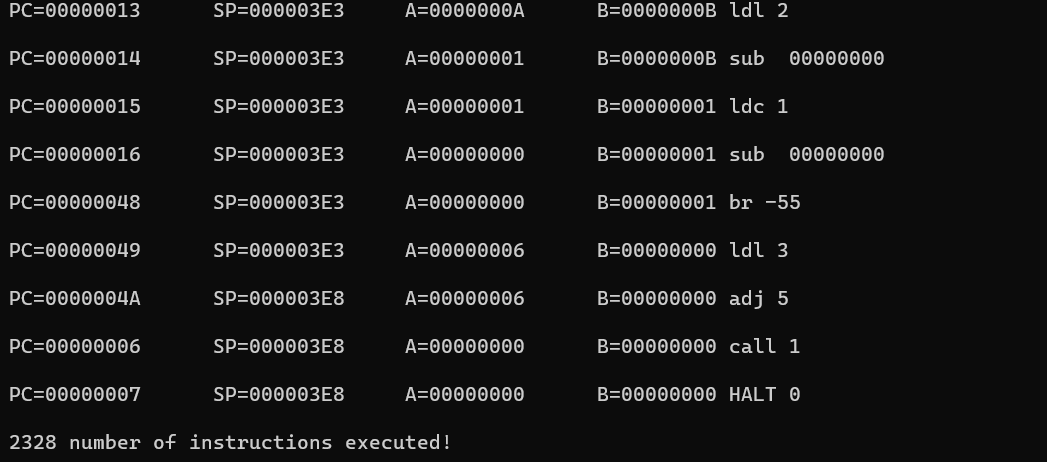 PC=00000013 SP=000003E3 A=0000000A B=0000000B ldl 2
PC=00000014 SP=000003E3 A=00000001 B=0000000B sub 00000000
PC=00000015 SP=000003E3 A=00000001 B=00000001 ldc 1
PC=00000016 SP=000003E3 A=00000000 B=00000001 sub 00000000
PC=00000048 SP=000003E3 A=00000000 B=00000001 br -55
PC=00000049 SP=000003E3 A=00000006 B=00000000 ldl 3
PC=0000004A SP=000003E8 A=00000006 B=00000000 adj 5
PC=00000006 SP=000003E8 A=00000000 B=00000000 call 1
PC=00000007 SP=000003E8 A=00000000 B=00000000 HALT 0
2328 number of instructions executed!